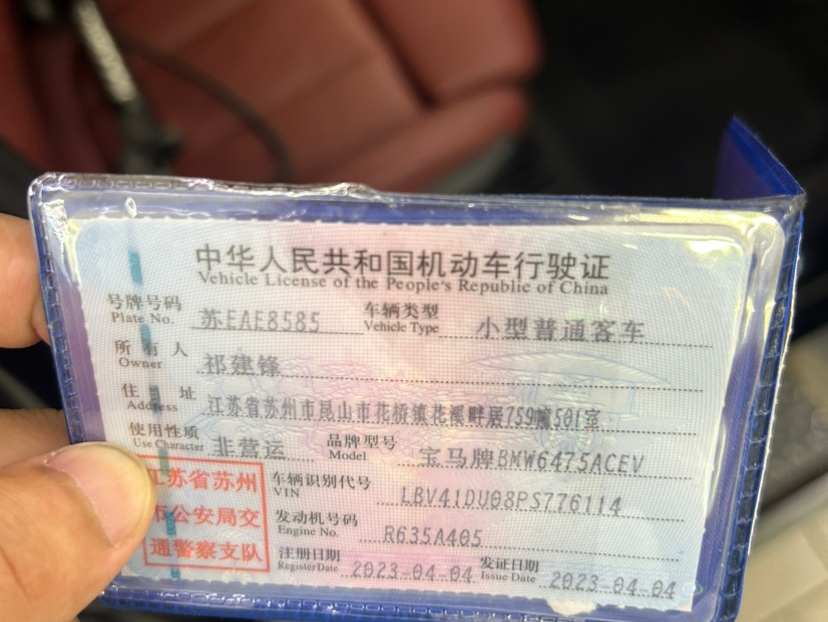 中华人民共和国机动车行驶证
Vehicle License of the People's Republic of China
号牌号码 苏EAE8585 车辆类型 小型普通客车
Plate No. Vehicle Type
所有人 祁建锋
Owner
住址 江苏省苏州市昆山市花桥镇花溪畔居759幢501室
Address
使用性质 非营运 品牌型号 宝马牌BMW6475ACEV
Use Character Model
江苏省苏州 车辆识别代号 LBV41DU08PS776114
VIN
市公安局交 发动机号码 R635A405
Engine No.
通警察支队 注册日期 2023-04-04 发证日期 2023-04-04
Register Date Issue Date